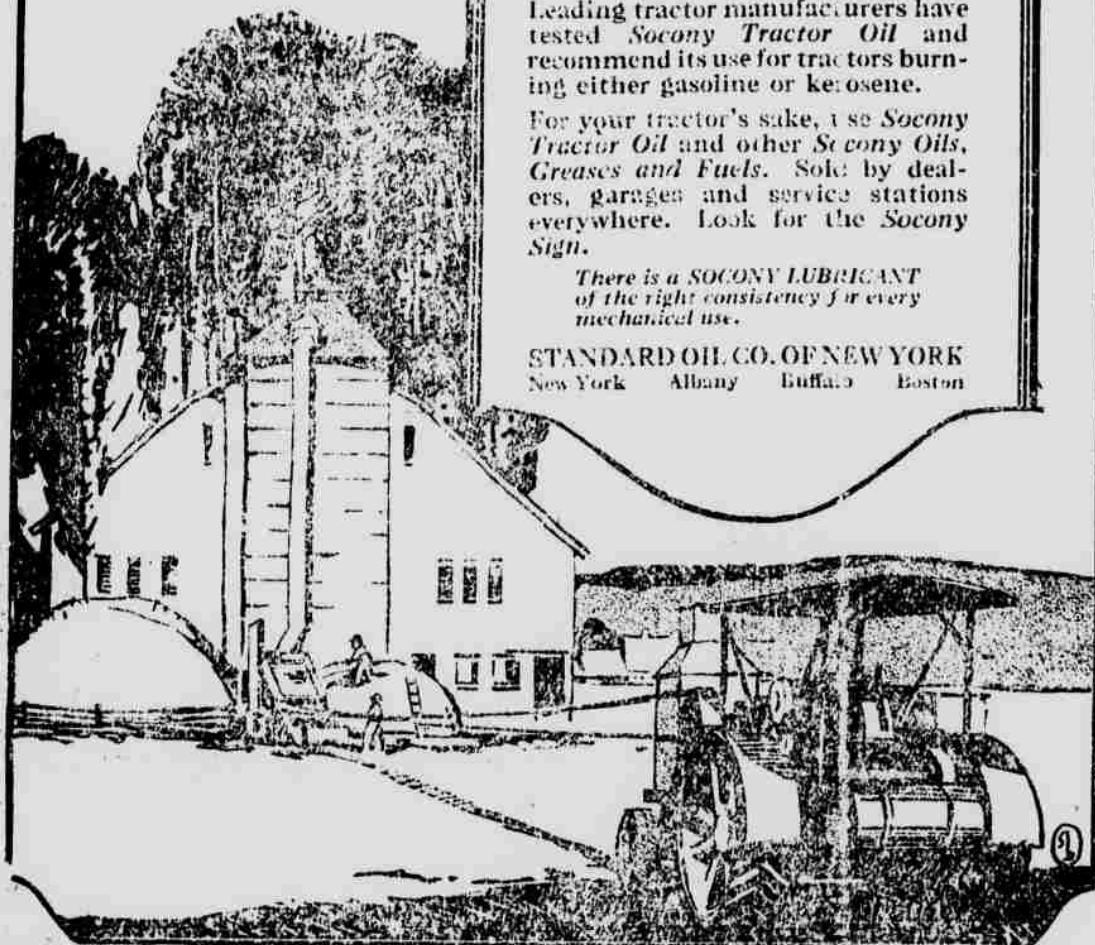 Leading tractor manufacturers have
tested Socony Tractor Oil and
recommend its use for tractors burn-
ing either gasoline or kerosene.
For your tractor's sake, use Socony
Tractor Oil and other Socony Oils,
Greases and Fuels. Sold by deal-
ers, garages and service stations
everywhere. Look for the Socony
Sign.
There is a SOCONY LUBRICANT
of the right consistency for every
mechanical use.
STANDARD OIL CO. OF NEW YORK
New York Albany Buffalo Boston